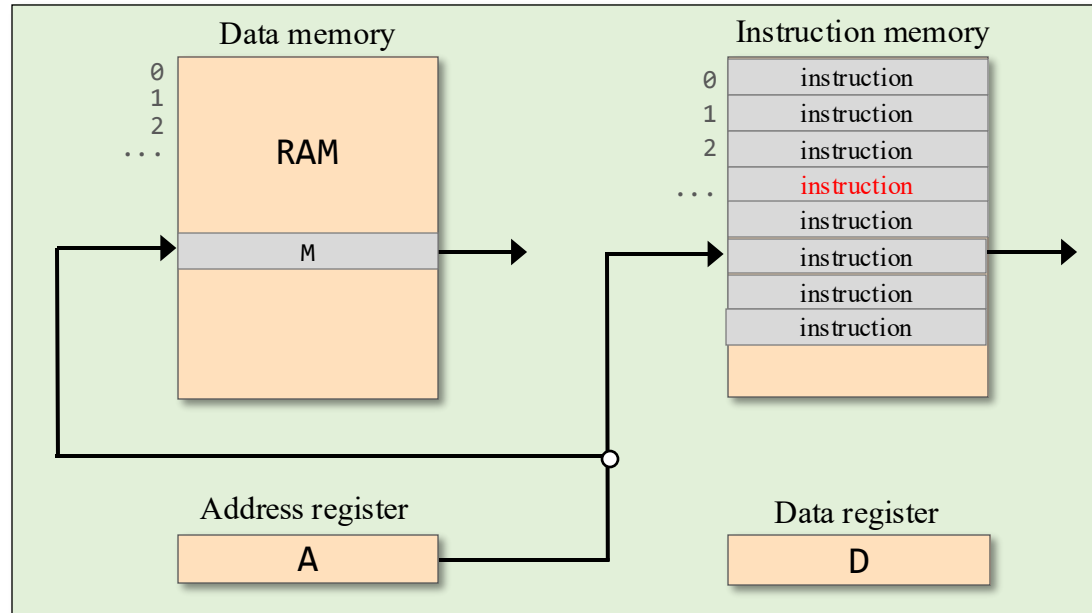 Data memory
0
1
2
...
RAM
M
Instruction memory
0
1
2
...
instruction
instruction
instruction
instruction
instruction
instruction
instruction
instruction
Address register
A
Data register
D